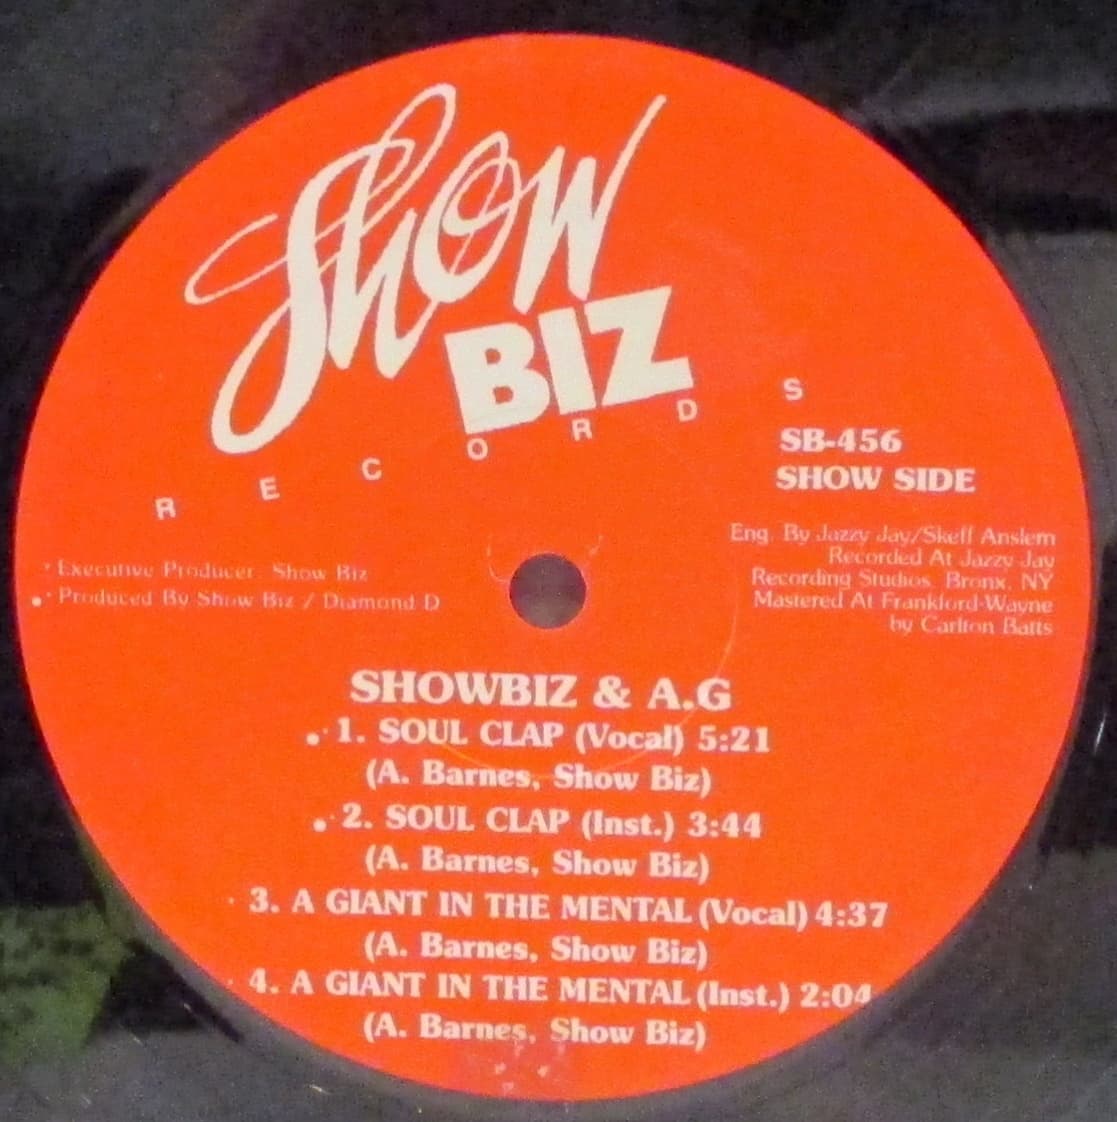 Show
BIZ
RECORDS
SB-456
SHOW SIDE
Eng. By Jazzy Jay/Skeff Anslem
Recorded At Jazzy Jay
Recording Studios, Bronx, NY
Mastered At Frankford-Wayne
by Carlton Batts
· Executive Producer Show Biz
•· Produced By Show Biz / Diamond D
SHOWBIZ & A.G
•· 1. SOUL CLAP (Vocal) 5:21
(A. Barnes, Show Biz)
•· 2. SOUL CLAP (Inst.) 3:44
(A. Barnes, Show Biz)
· 3. A GIANT IN THE MENTAL (Vocal) 4:37
(A. Barnes, Show Biz)
· 4. A GIANT IN THE MENTAL (Inst.) 2:04
(A. Barnes, Show Biz)